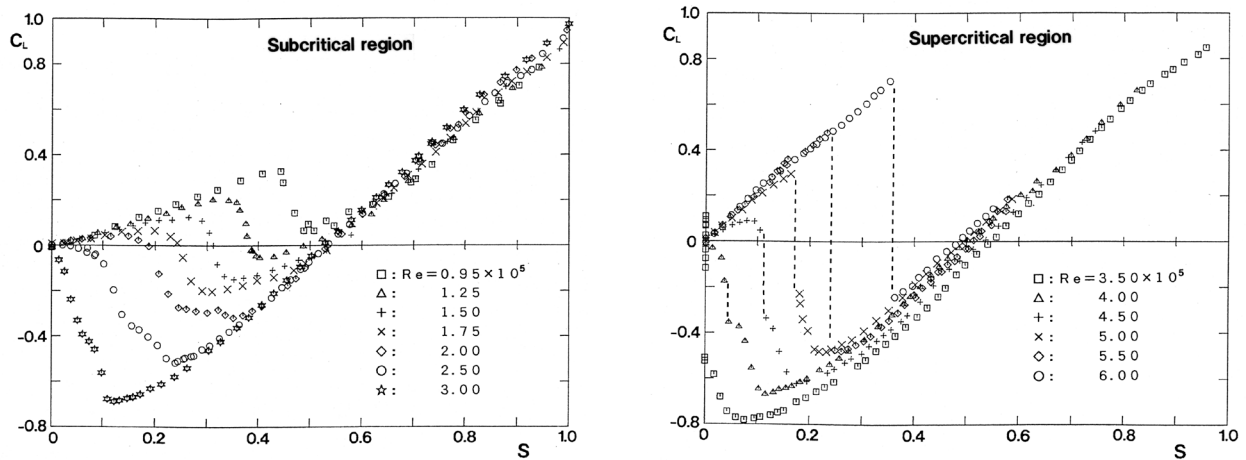 1.0
C_L
Subcritical region
0.8
0.4
0
□ : Re=0.95×10⁵
△ : 1.25
+ : 1.50
× : 1.75
◇ : 2.00
○ : 2.50
☆ : 3.00
-0.4
-0.8
0 0.2 0.4 0.6 0.8 1.0
S
1.0
C_L
Supercritical region
0.8
0.4
0
□ : Re=3.50×10⁵
△ : 4.00
+ : 4.50
× : 5.00
◇ : 5.50
○ : 6.00
-0.4
-0.8
0 0.2 0.4 0.6 0.8 1.0
S